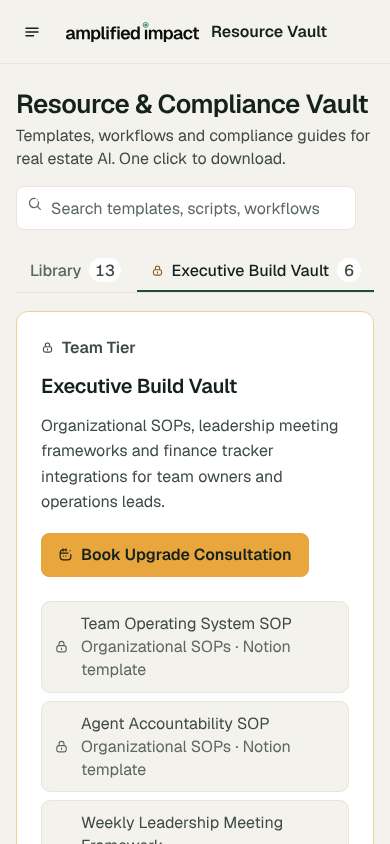 amplified impact Resource Vault
Resource & Compliance Vault
Templates, workflows and compliance guides for
real estate AI. One click to download.
Search templates, scripts, workflows
Library 13 Executive Build Vault 6
Team Tier
Executive Build Vault
Organizational SOPs, leadership meeting
frameworks and finance tracker
integrations for team owners and
operations leads.
Book Upgrade Consultation
Team Operating System SOP
Organizational SOPs · Notion
template
Agent Accountability SOP
Organizational SOPs · Notion
template
Weekly Leadership Meeting
Framework